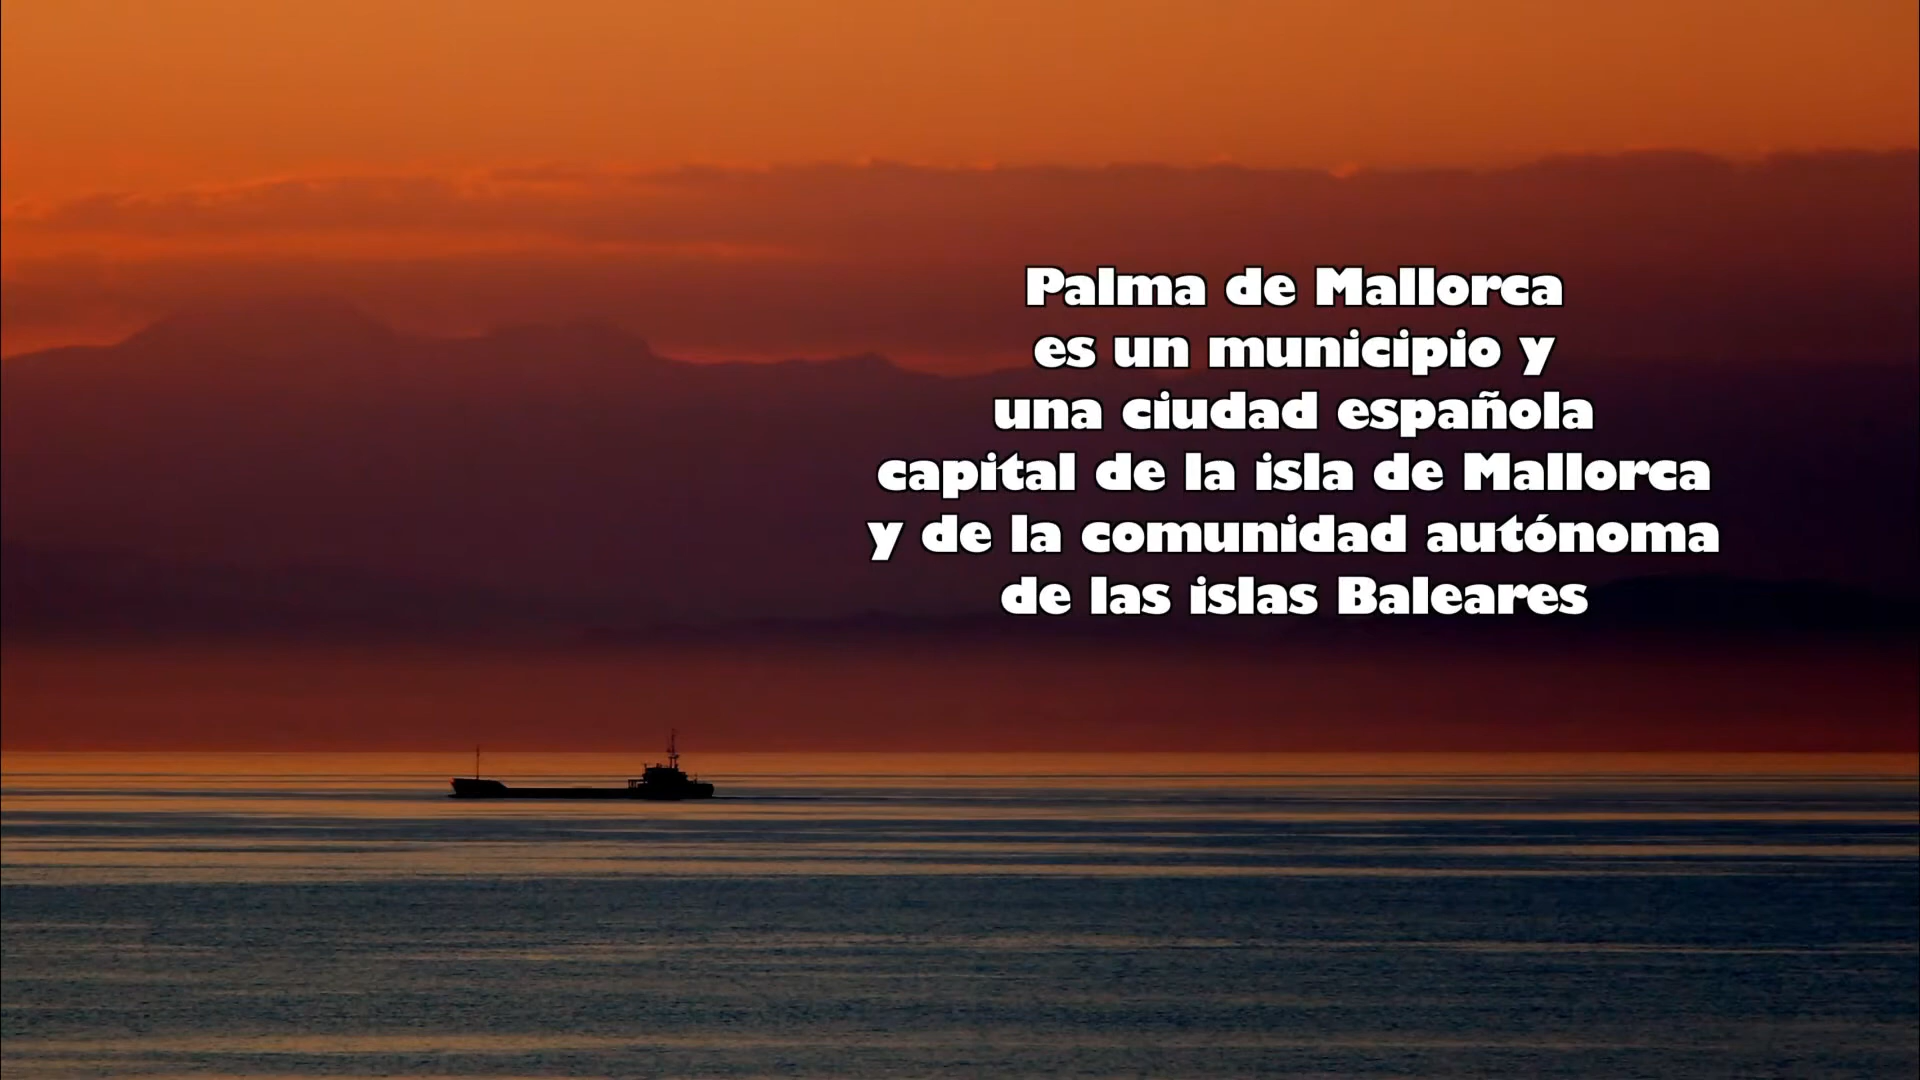 Palma de Mallorca
es un municipio y
una ciudad española
capital de la isla de Mallorca
y de la comunidad autónoma
de las islas Baleares